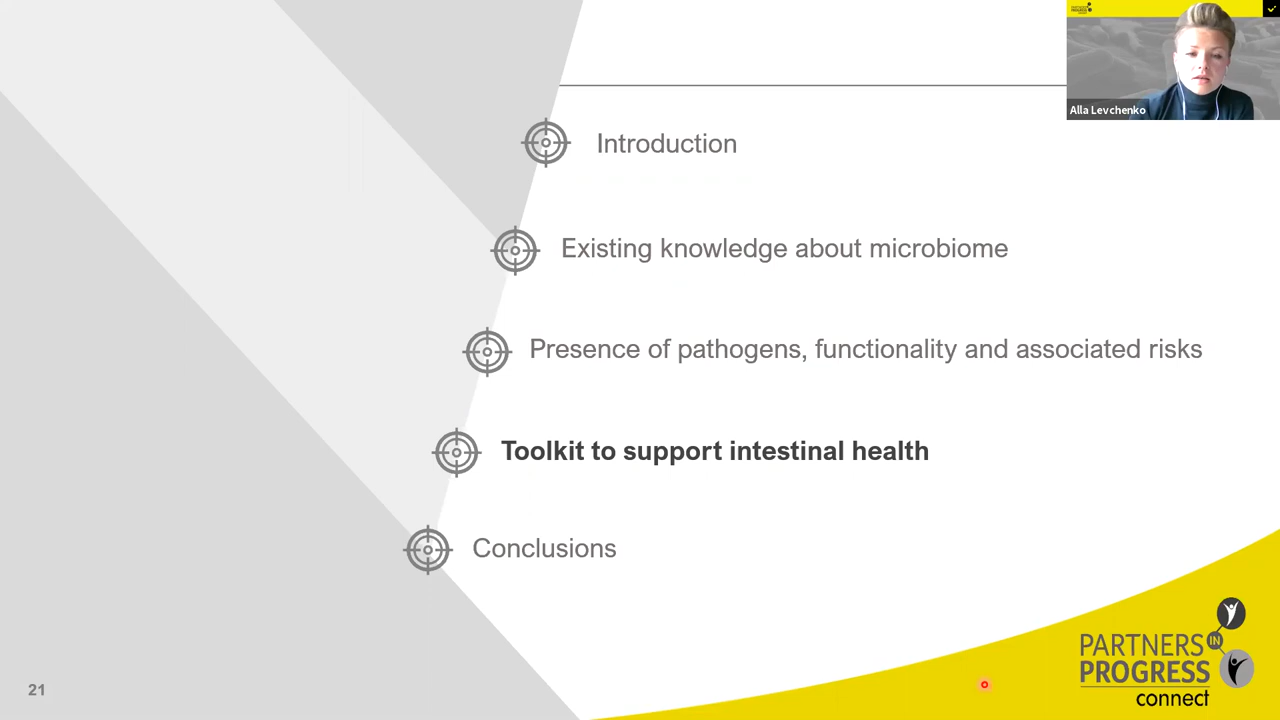 Alla Levchenko
Introduction
Existing knowledge about microbiome
Presence of pathogens, functionality and associated risks
Toolkit to support intestinal health
Conclusions
21
PARTNERS
IN
PROGRESS
connect